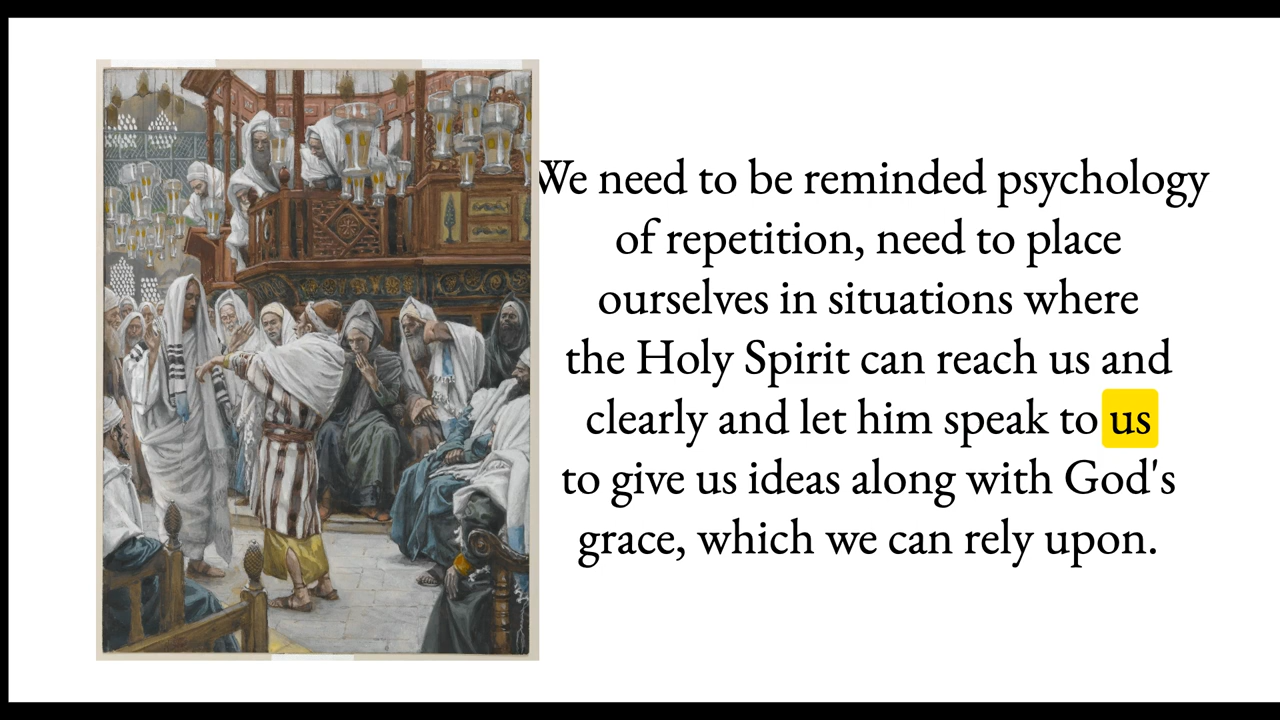 We need to be reminded psychology
of repetition, need to place
ourselves in situations where
the Holy Spirit can reach us and
clearly and let him speak to us
to give us ideas along with God's
grace, which we can rely upon.